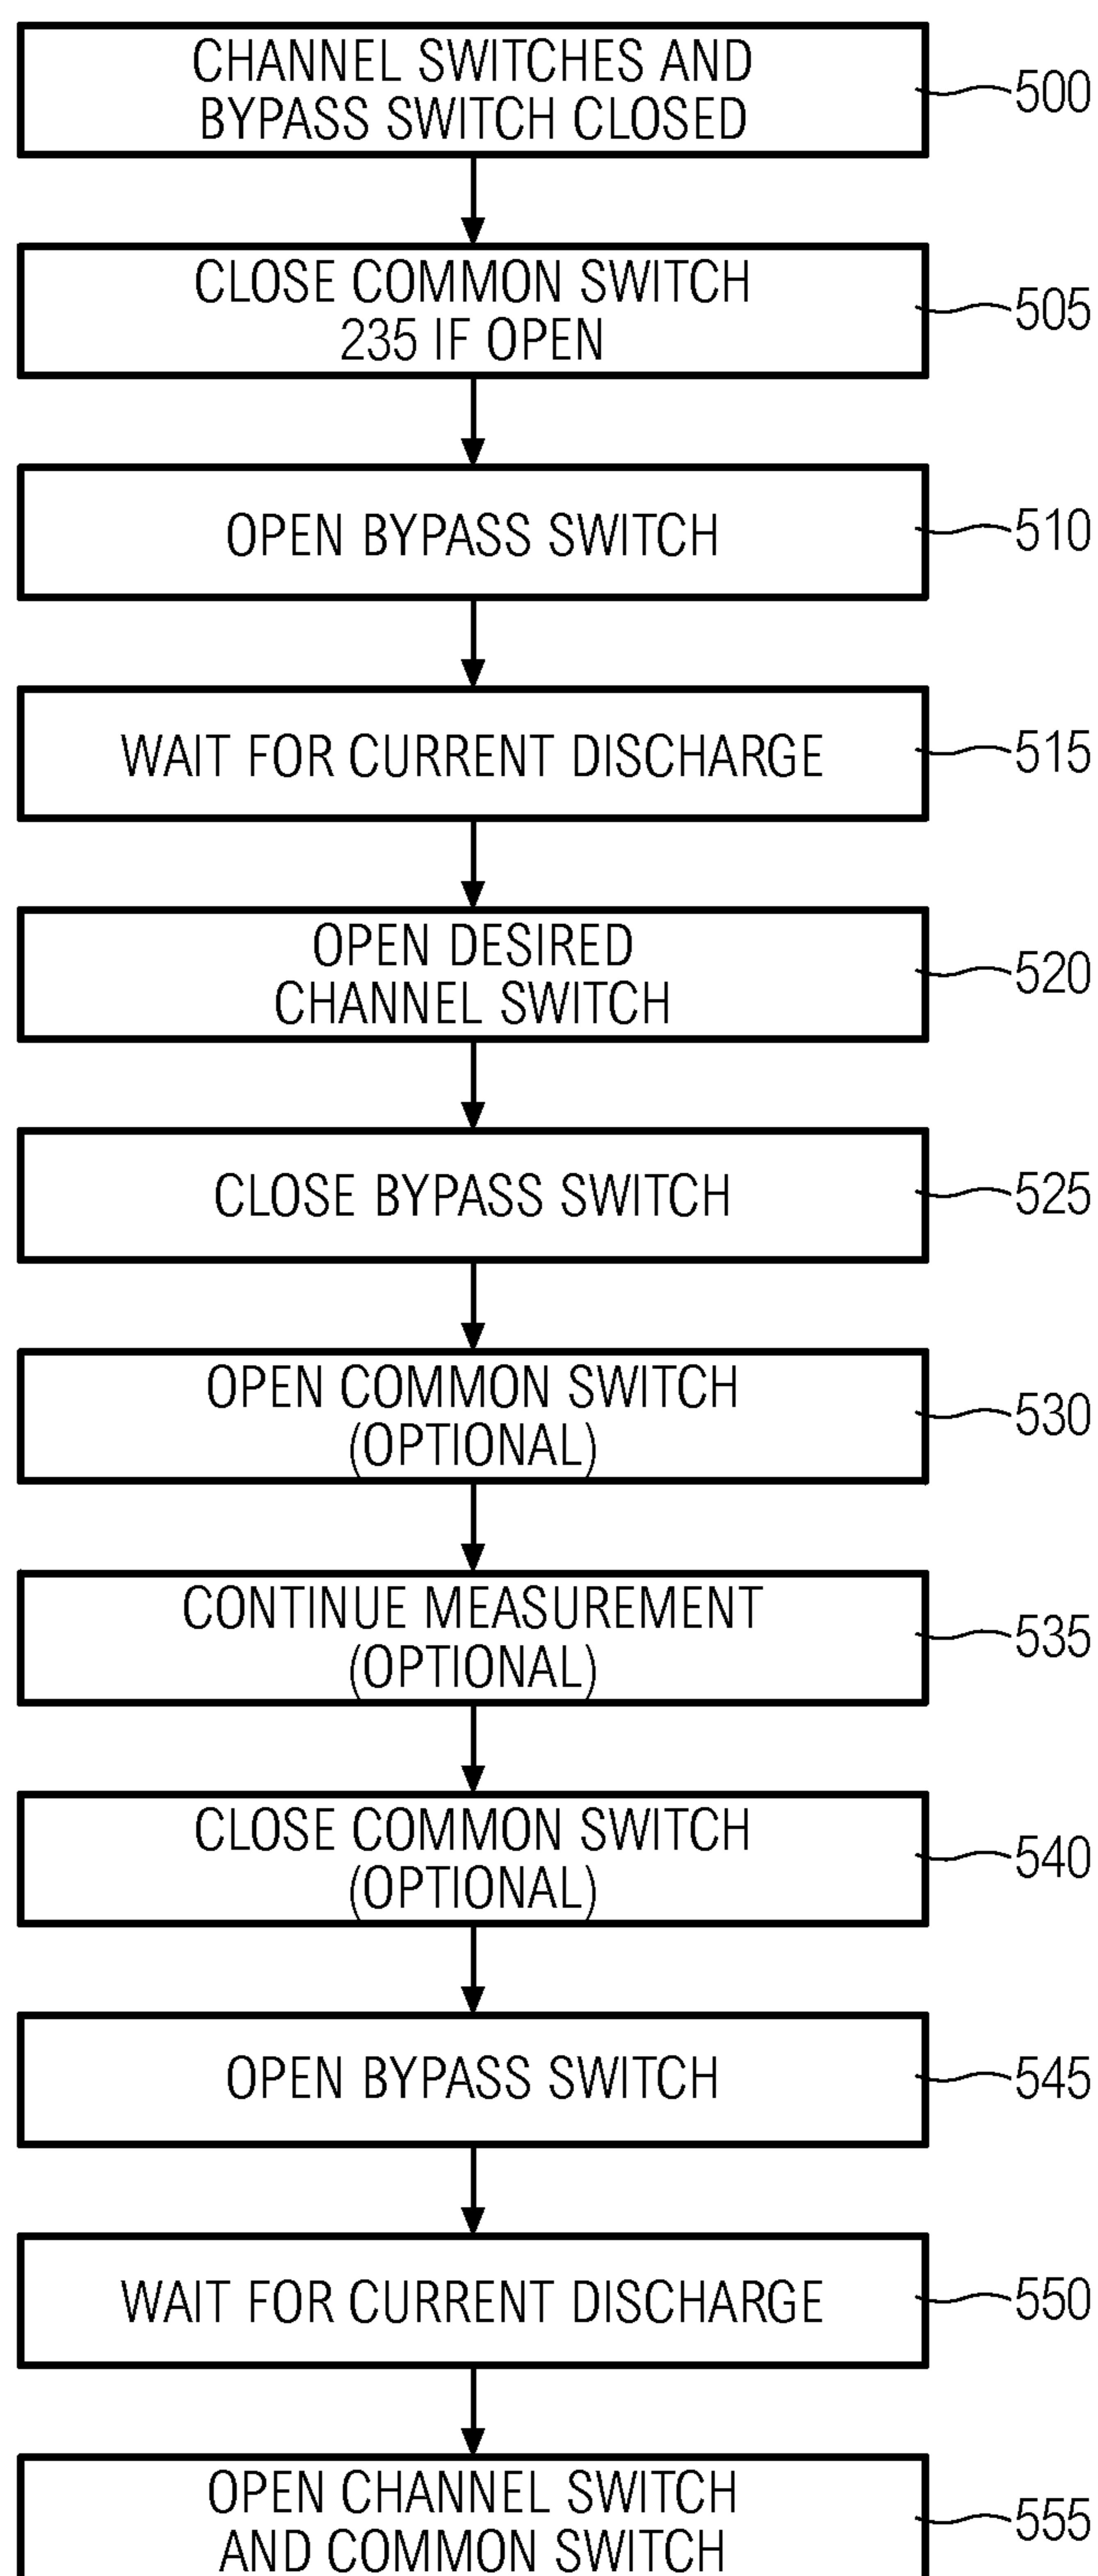 CHANNEL SWITCHES AND
BYPASS SWITCH CLOSED
500
CLOSE COMMON SWITCH
235 IF OPEN
505
OPEN BYPASS SWITCH
510
WAIT FOR CURRENT DISCHARGE
515
OPEN DESIRED
CHANNEL SWITCH
520
CLOSE BYPASS SWITCH
525
OPEN COMMON SWITCH
(OPTIONAL)
530
CONTINUE MEASUREMENT
(OPTIONAL)
535
CLOSE COMMON SWITCH
(OPTIONAL)
540
OPEN BYPASS SWITCH
545
WAIT FOR CURRENT DISCHARGE
550
OPEN CHANNEL SWITCH
AND COMMON SWITCH
555